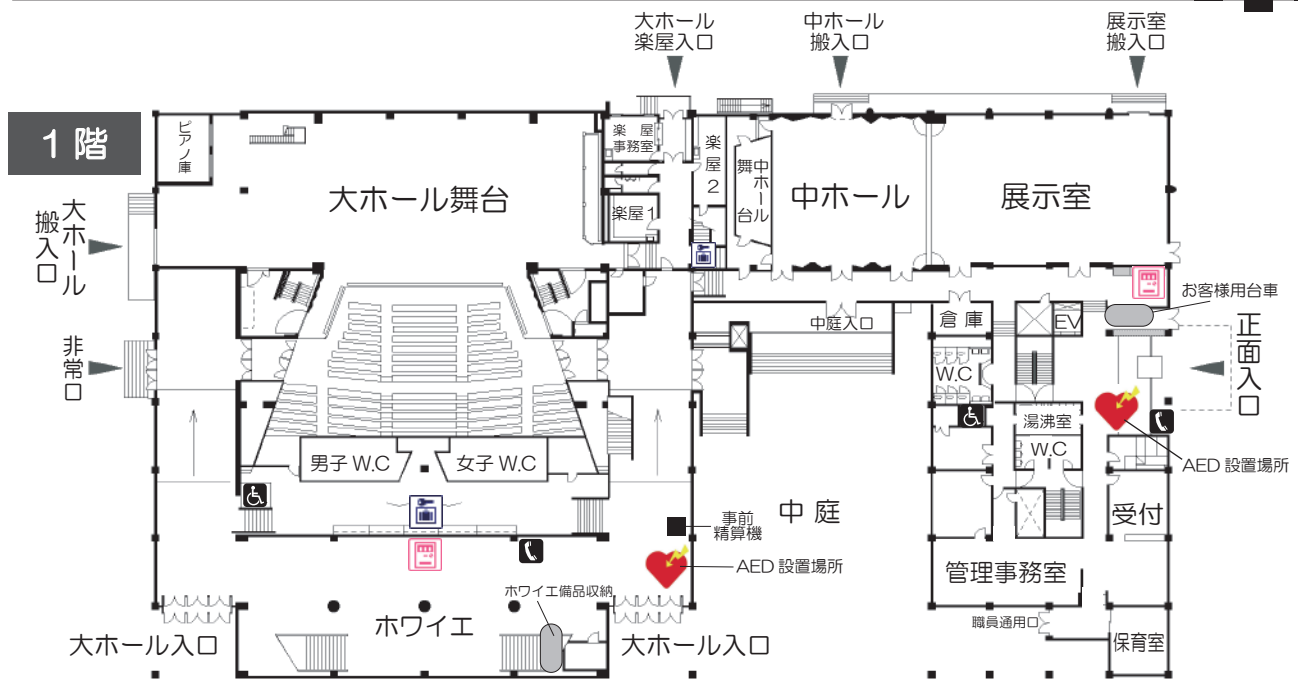 大ホール
楽屋入口
中ホール
搬入口
展示室
搬入口
1階
ピアノ庫
大ホール舞台
楽屋
事務室
楽屋1
楽屋2
中ホール
舞台
中ホール
展示室
大ホール
搬入口
非常口
お客様用台車
正面入口
中庭入口
倉庫
EV
W.C
湯沸室
W.C
AED 設置場所
男子 W.C
女子 W.C
事前
精算機
中庭
受付
AED 設置場所
管理事務室
ホワイエ備品収納
ホワイエ
職員通用口
保育室
大ホール入口
大ホール入口